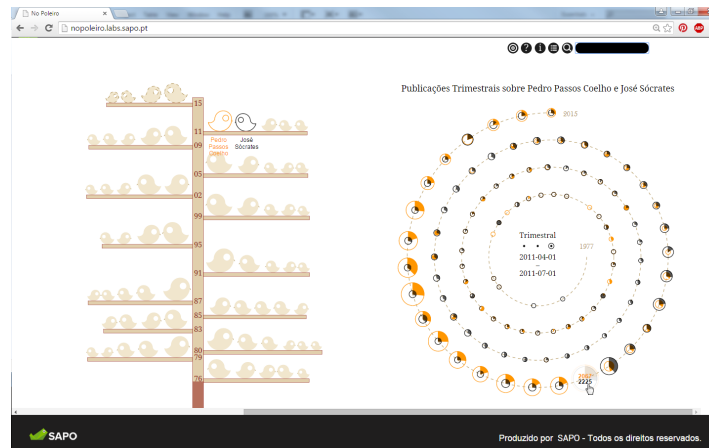 No Poleiro
nopoleiro.labs.sapo.pt
Publicações Trimestrais sobre Pedro Passos Coelho e José Sócrates
15
11
Pedro
Passos
Coelho
José
Sócrates
09
05
02
99
95
91
87
85
83
80
79
76
2015
1977
Trimestral
2011-04-01
–
2011-07-01
2225
SAPO
Produzido por SAPO - Todos os direitos reservados.